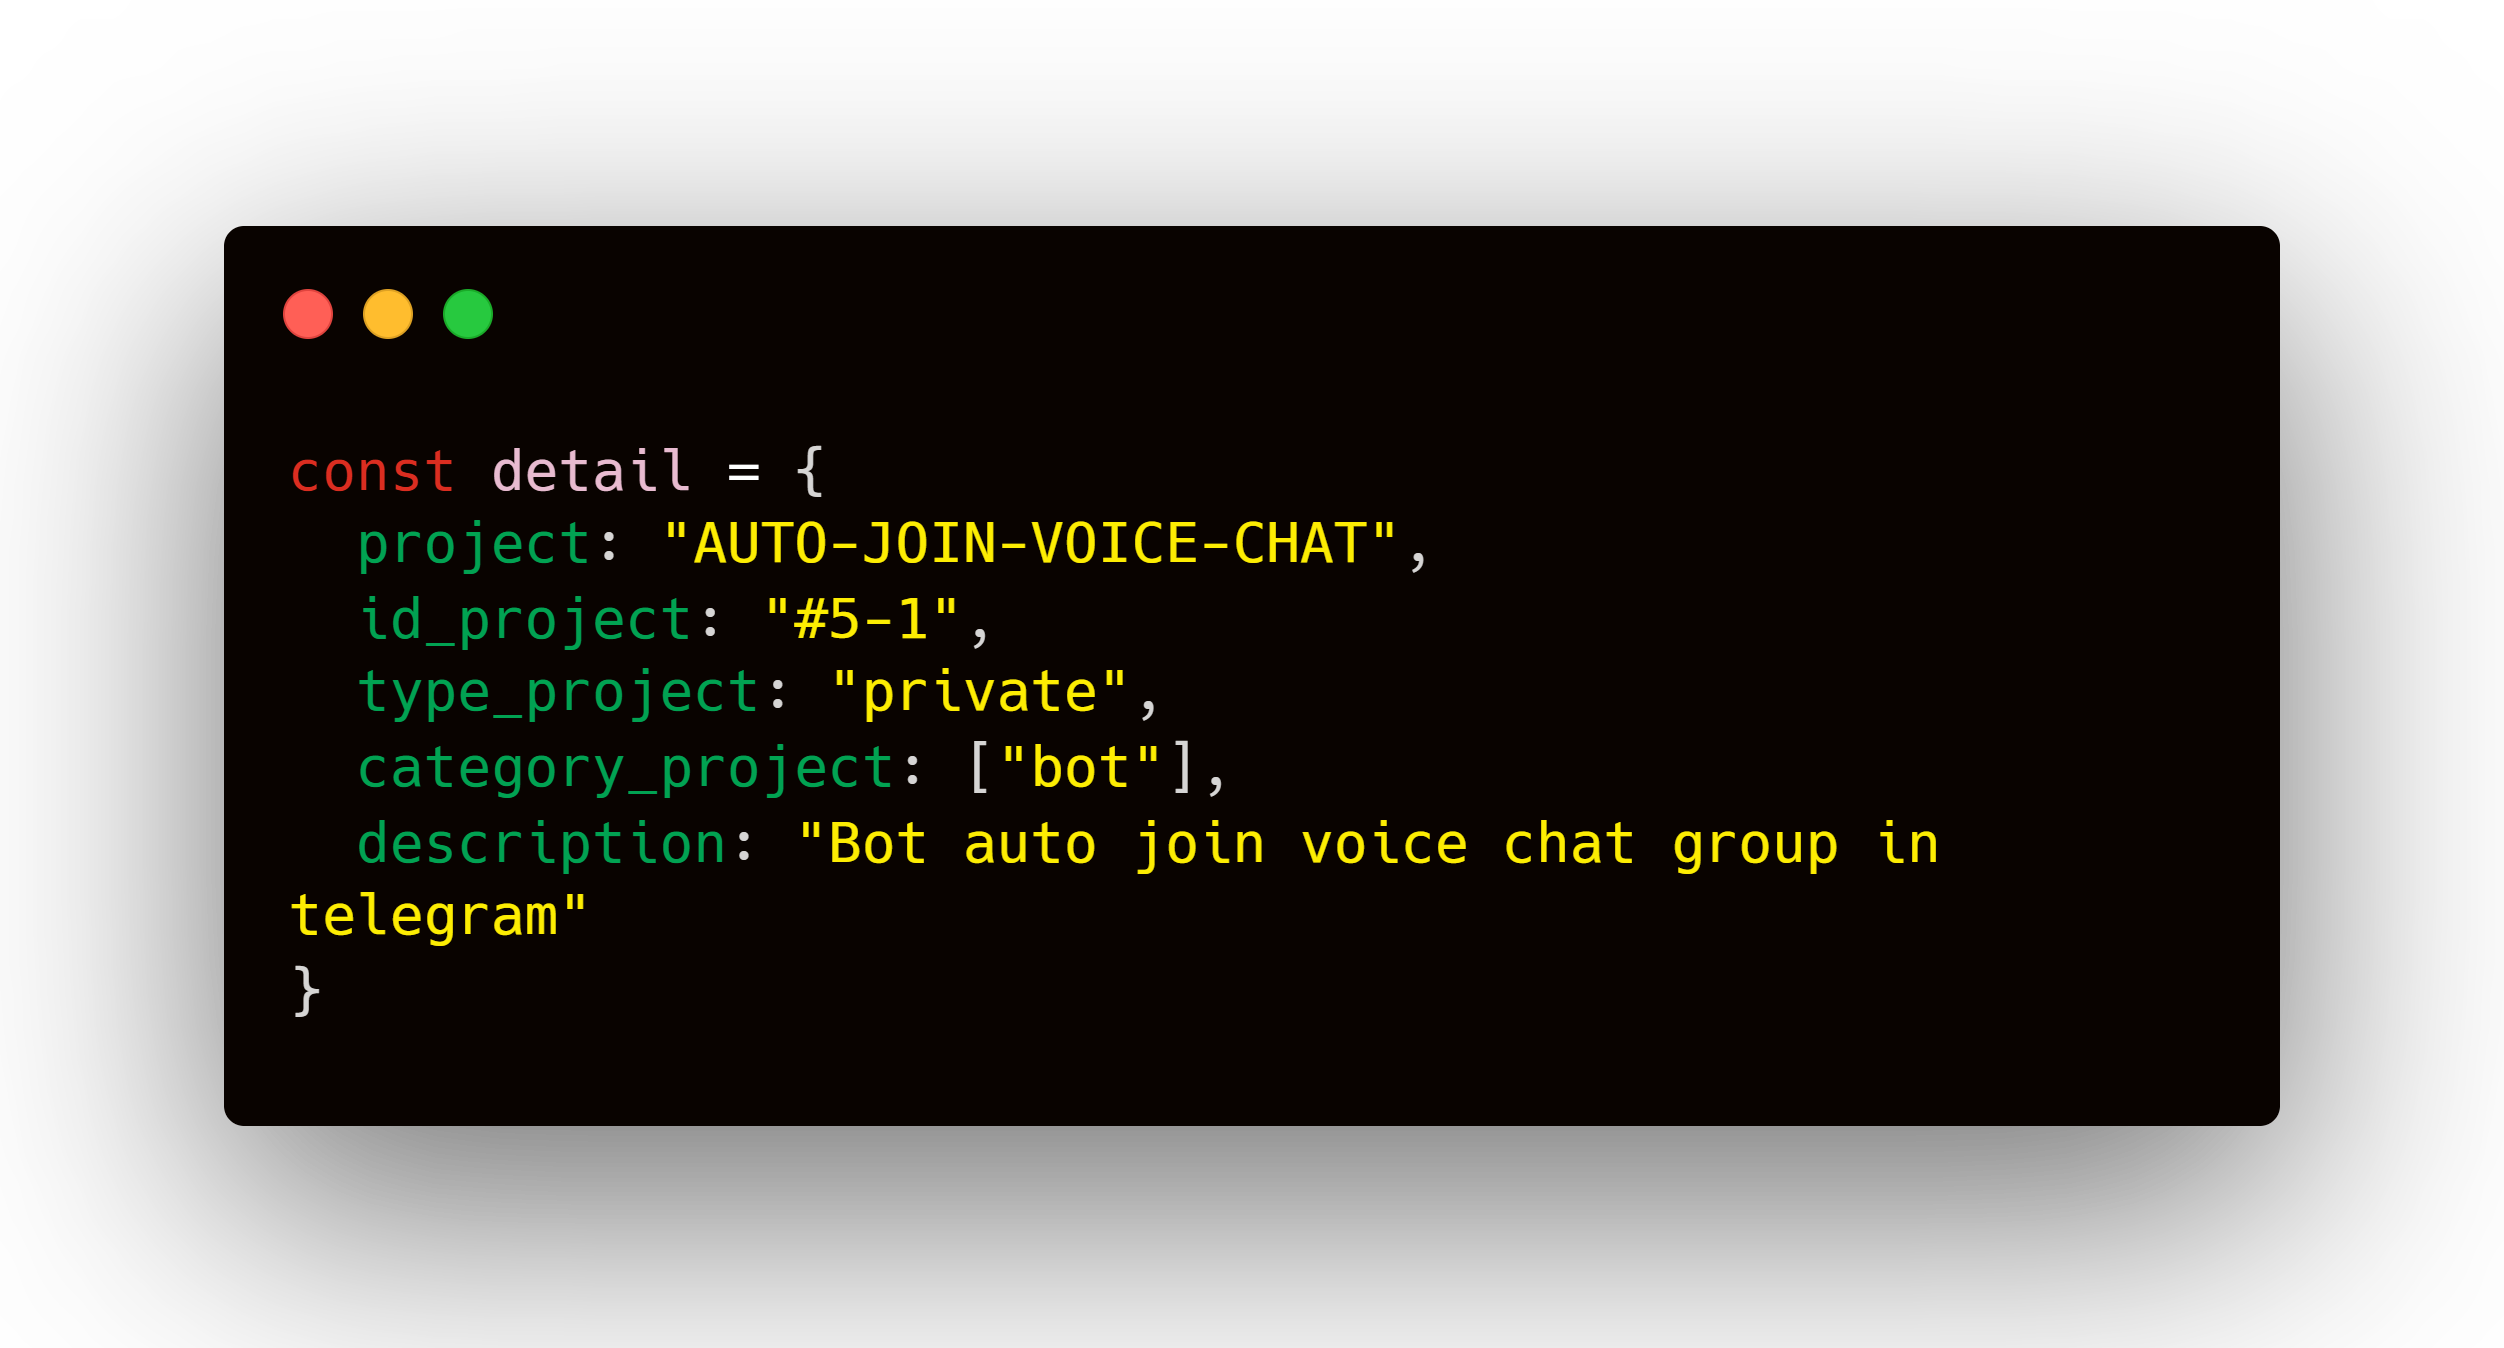 const detail = {
  project: "AUTO-JOIN-VOICE-CHAT",
  id_project: "#5-1",
  type_project: "private",
  category_project: ["bot"],
  description: "Bot auto join voice chat group in
telegram"
}